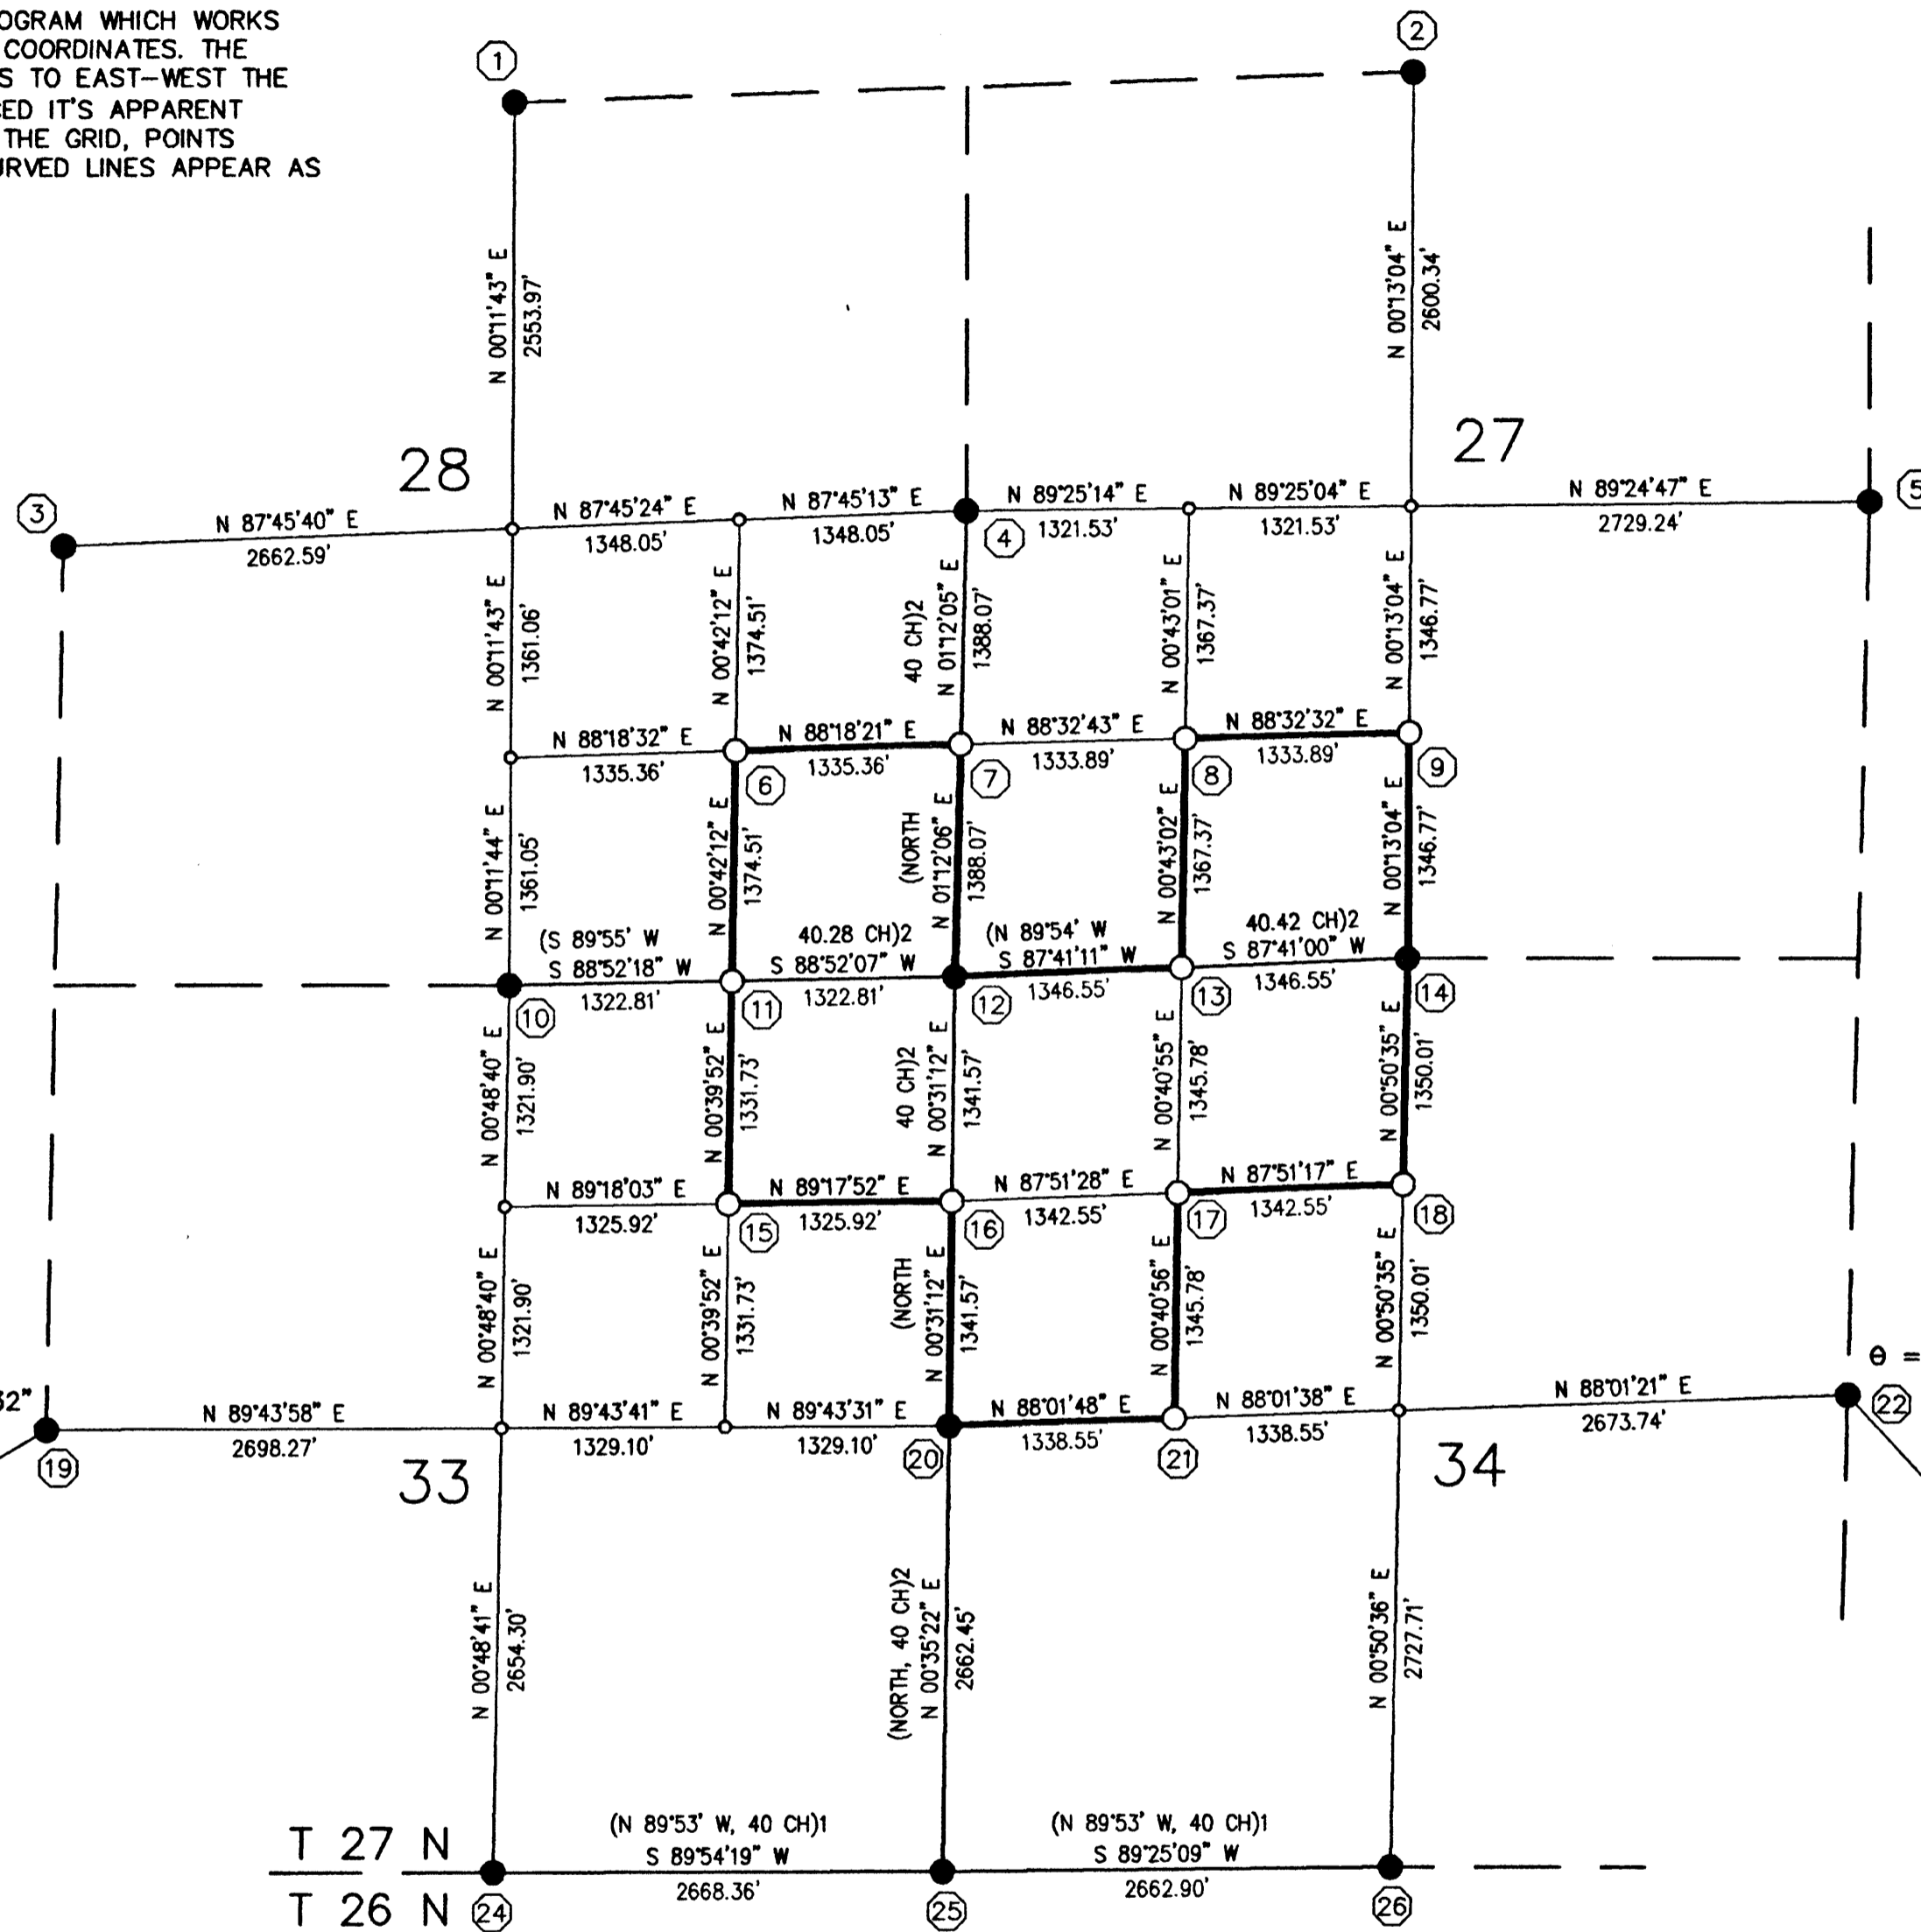 OGRAM WHICH WORKS
COORDINATES. THE
S TO EAST-WEST THE
ED IT'S APPARENT
THE GRID, POINTS
URVED LINES APPEAR AS
1
2
N 00°11'43" E
2553.97'
N 00°13'04" E
2600.34'
28
27
3
N 87°45'40" E
2662.59'
N 87°45'24" E
1348.05'
N 87°45'13" E
1348.05'
4
N 89°25'14" E
1321.53'
N 89°25'04" E
1321.53'
N 89°24'47" E
2729.24'
5
N 00°11'43" E
1361.06'
N 00°42'12" E
1374.51'
40 CH)2
N 01°12'05" E
1388.07'
N 00°43'01" E
1367.37'
N 00°13'04" E
1346.77'
N 88°18'32" E
1335.36'
6
N 88°18'21" E
1335.36'
7
N 88°32'43" E
1333.89'
8
N 88°32'32" E
1333.89'
9
N 00°11'44" E
1361.05'
N 00°42'12" E
1374.51'
(NORTH
N 01°12'06" E
1388.07'
N 00°43'02" E
1367.37'
N 00°13'04" E
1346.77'
(S 89°55' W
40.28 CH)2
(N 89°54' W
40.42 CH)2
S 88°52'18" W
1322.81'
S 88°52'07" W
1322.81'
S 87°41'11" W
1346.55'
S 87°41'00" W
1346.55'
10
11
12
13
14
N 00°48'40" E
1321.90'
N 00°39'52" E
1331.73'
40 CH)2
N 00°31'12" E
1341.57'
N 00°40'55" E
1345.78'
N 00°50'35" E
1350.01'
N 89°18'03" E
1325.92'
15
N 89°17'52" E
1325.92'
16
N 87°51'28" E
1342.55'
17
N 87°51'17" E
1342.55'
18
N 00°48'40" E
1321.90'
N 00°39'52" E
1331.73'
(NORTH
N 00°31'12" E
1341.57'
N 00°40'56" E
1345.78'
N 00°50'35" E
1350.01'
θ =
32"
19
N 89°43'58" E
2698.27'
N 89°43'41" E
1329.10'
N 89°43'31" E
1329.10'
20
N 88°01'48" E
1338.55'
21
N 88°01'38" E
1338.55'
N 88°01'21" E
2673.74'
22
33
34
N 00°48'41" E
2654.30'
(NORTH, 40 CH)2
N 00°35'22" E
2662.45'
N 00°50'36" E
2727.71'
(N 89°53' W, 40 CH)1
S 89°54'19" W
2668.36'
(N 89°53' W, 40 CH)1
S 89°25'09" W
2662.90'
T 27 N
T 26 N
24
25
26